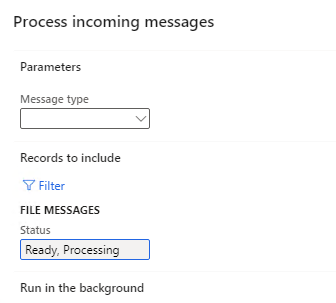 Process incoming messages
Parameters
Message type
Records to include
Filter
FILE MESSAGES
Status
Ready, Processing
Run in the background